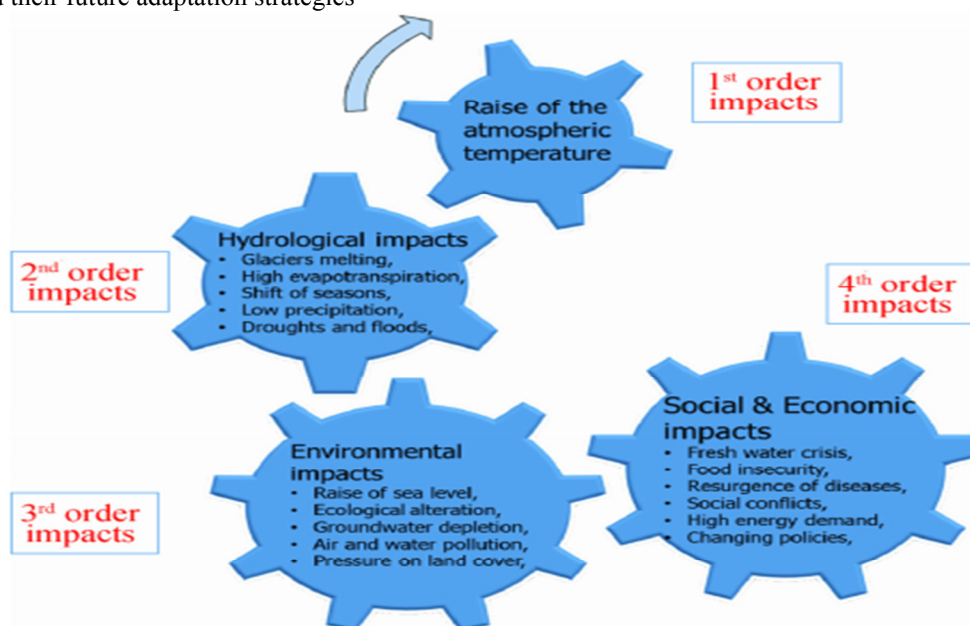 their future adaptation strategies
1st order
impacts
Raise of the
atmospheric
temperature
Hydrological impacts
• Glaciers melting,
• High evapotranspiration,
• Shift of seasons,
• Low precipitation,
• Droughts and floods,
2nd order
impacts
4th order
impacts
Social & Economic
impacts
• Fresh water crisis,
• Food insecurity,
• Resurgence of diseases,
• Social conflicts,
• High energy demand,
• Changing policies,
Environmental
impacts
• Raise of sea level,
• Ecological alteration,
• Groundwater depletion,
• Air and water pollution,
• Pressure on land cover,
3rd order
impacts